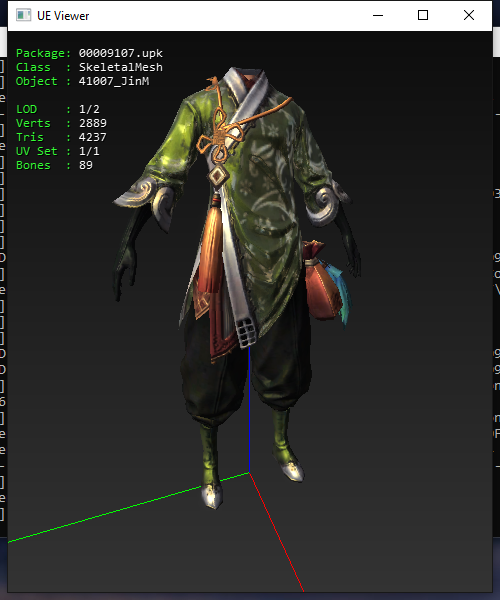 UE Viewer
Package: 00009107.upk
Class : SkeletalMesh
Object : 41007_JinM
LOD : 1/2
Verts : 2889
Tris : 4237
UV Set : 1/1
Bones : 89